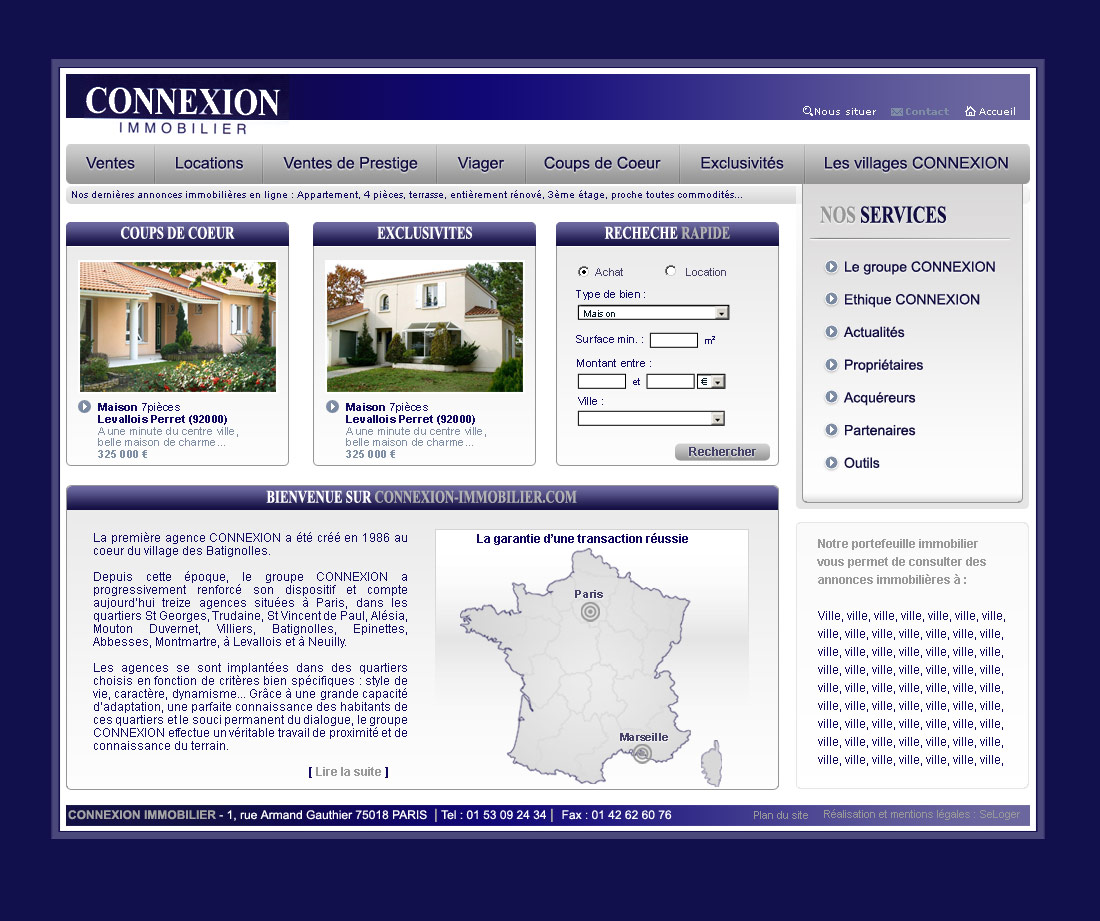 CONNEXION
IMMOBILIER
Nous situer
Contact
Accueil
Ventes
Locations
Ventes de Prestige
Viager
Coups de Coeur
Exclusivités
Les villages CONNEXION
Nos dernières annonces immobilières en ligne : Appartement, 4 pièces, terrasse, entièrement rénové, 3ème étage, proche toutes commodités...
COUPS DE COEUR
Maison 7pièces
Levallois Perret (92000)
A une minute du centre ville,
belle maison de charme...
325 000 €
EXCLUSIVITES
Maison 7pièces
Levallois Perret (92000)
A une minute du centre ville,
belle maison de charme...
325 000 €
RECHECHE RAPIDE
Achat
Location
Type de bien :
Maison
Surface min. :
m²
Montant entre :
et
€
Ville :
Rechercher
NOS SERVICES
Le groupe CONNEXION
Ethique CONNEXION
Actualités
Propriétaires
Acquéreurs
Partenaires
Outils
BIENVENUE SUR CONNEXION-IMMOBILIER.COM
La première agence CONNEXION a été créé en 1986 au
coeur du village des Batignolles.
Depuis cette époque, le groupe CONNEXION a
progressivement renforcé son dispositif et compte
aujourd'hui treize agences situées à Paris, dans les
quartiers St Georges, Trudaine, St Vincent de Paul, Alésia,
Mouton Duvernet, Villiers, Batignolles, Epinettes,
Abbesses, Montmartre, à Levallois et à Neuilly.
Les agences se sont implantées dans des quartiers
choisis en fonction de critères bien spécifiques : style de
vie, caractère, dynamisme... Grâce à une grande capacité
d'adaptation, une parfaite connaissance des habitants de
ces quartiers et le souci permanent du dialogue, le groupe
CONNEXION effectue un véritable travail de proximité et de
connaissance du terrain.
[ Lire la suite ]
La garantie d'une transaction réussie
Paris
Marseille
Notre portefeuille immobilier
vous permet de consulter des
annonces immobilières à :
Ville, ville, ville, ville, ville, ville, ville,
ville, ville, ville, ville, ville, ville, ville,
ville, ville, ville, ville, ville, ville, ville,
ville, ville, ville, ville, ville, ville, ville,
ville, ville, ville, ville, ville, ville, ville,
ville, ville, ville, ville, ville, ville, ville,
ville, ville, ville, ville, ville, ville, ville,
ville, ville, ville, ville, ville, ville, ville,
ville, ville, ville, ville, ville, ville, ville,
CONNEXION IMMOBILIER - 1, rue Armand Gauthier 75018 PARIS | Tel : 01 53 09 24 34 | Fax : 01 42 62 60 76
Plan du site
Réalisation et mentions légales : SeLoger